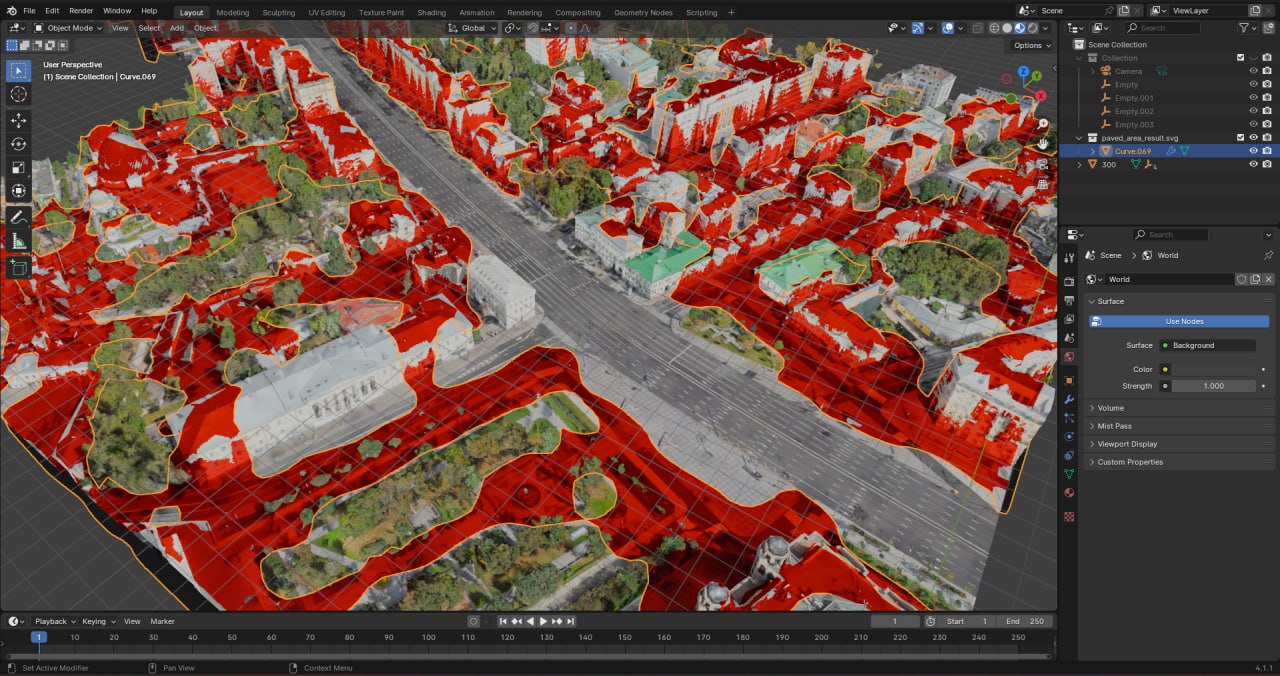 File Edit Render Window Help Layout Modeling Sculpting UV Editing Texture Paint Shading Animation Rendering Compositing Geometry Nodes Scripting + Scene ViewLayer
Object Mode View Select Add Object Global Search
Options
Scene Collection
Collection
Camera
Empty
Empty.001
Empty.002
Empty.003
paved_area_result.svg
Curve.069
300
User Perspective
(1) Scene Collection | Curve.069
Z
Y
X
Search
Scene > World
World
Surface
Use Nodes
Surface Background
Color
Strength 1.000
Volume
Mist Pass
Viewport Display
Custom Properties
Playback Keying View Marker 1 Start 1 End 250
1 10 20 30 40 50 60 70 80 90 100 110 120 130 140 150 160 170 180 190 200 210 220 230 240 250
Set Active Modifier Pan View Context Menu 4.1.1